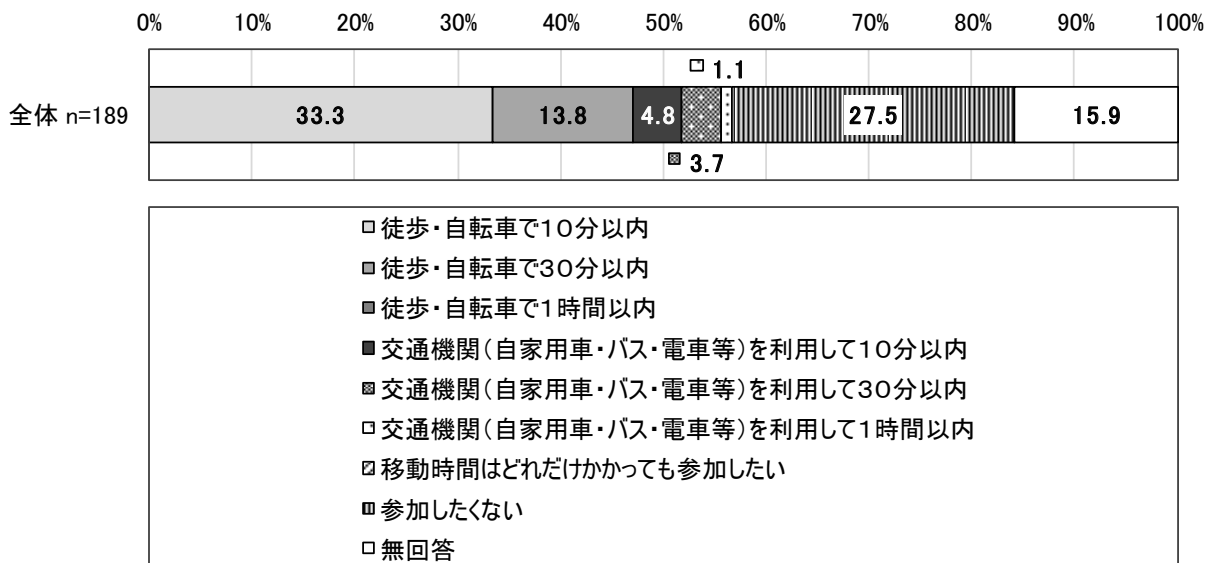 0% 10% 20% 30% 40% 50% 60% 70% 80% 90% 100%
1.1
全体 n=189 33.3 13.8 4.8 27.5 15.9
3.7
徒歩・自転車で10分以内
徒歩・自転車で30分以内
徒歩・自転車で1時間以内
交通機関(自家用車・バス・電車等)を利用して10分以内
交通機関(自家用車・バス・電車等)を利用して30分以内
交通機関(自家用車・バス・電車等)を利用して1時間以内
移動時間はどれだけかかっても参加したい
参加したくない
無回答